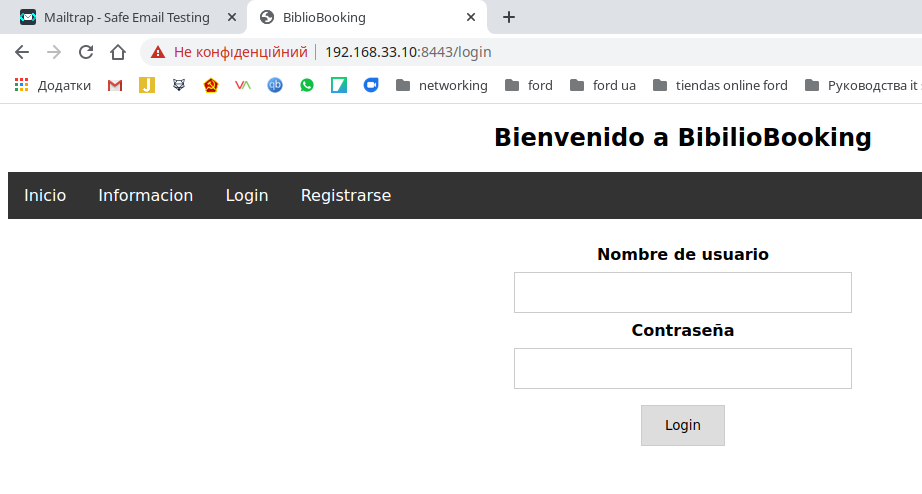 Mailtrap - Safe Email Testing
BiblioBooking
Не конфіденційний 192.168.33.10:8443/login
Додатки networking ford ford ua tiendas online ford Руководства it
Bienvenido a BibilioBooking
Inicio Informacion Login Registrarse
Nombre de usuario
Contraseña
Login